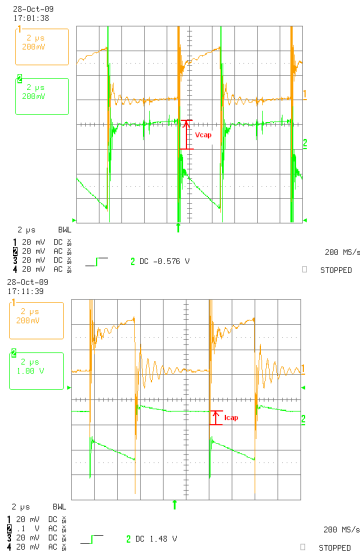 28-Oct-09
17:01:38
1
2 µs
200mV
2
2 µs
200mV
1
Vcap
2
2 µs BWL
1 20 mV DC
2 20 mV AC
3 20 mV DC
4 20 mV AC
2 DC -0.576 V
200 MS/s
STOPPED
28-Oct-09
17:11:39
1
2 µs
200mV
2
2 µs
1.00 V
1
Icap
2
2 µs BWL
1 20 mV DC
2 .1 V AC
3 20 mV DC
4 20 mV AC
2 DC 1.48 V
200 MS/s
STOPPED